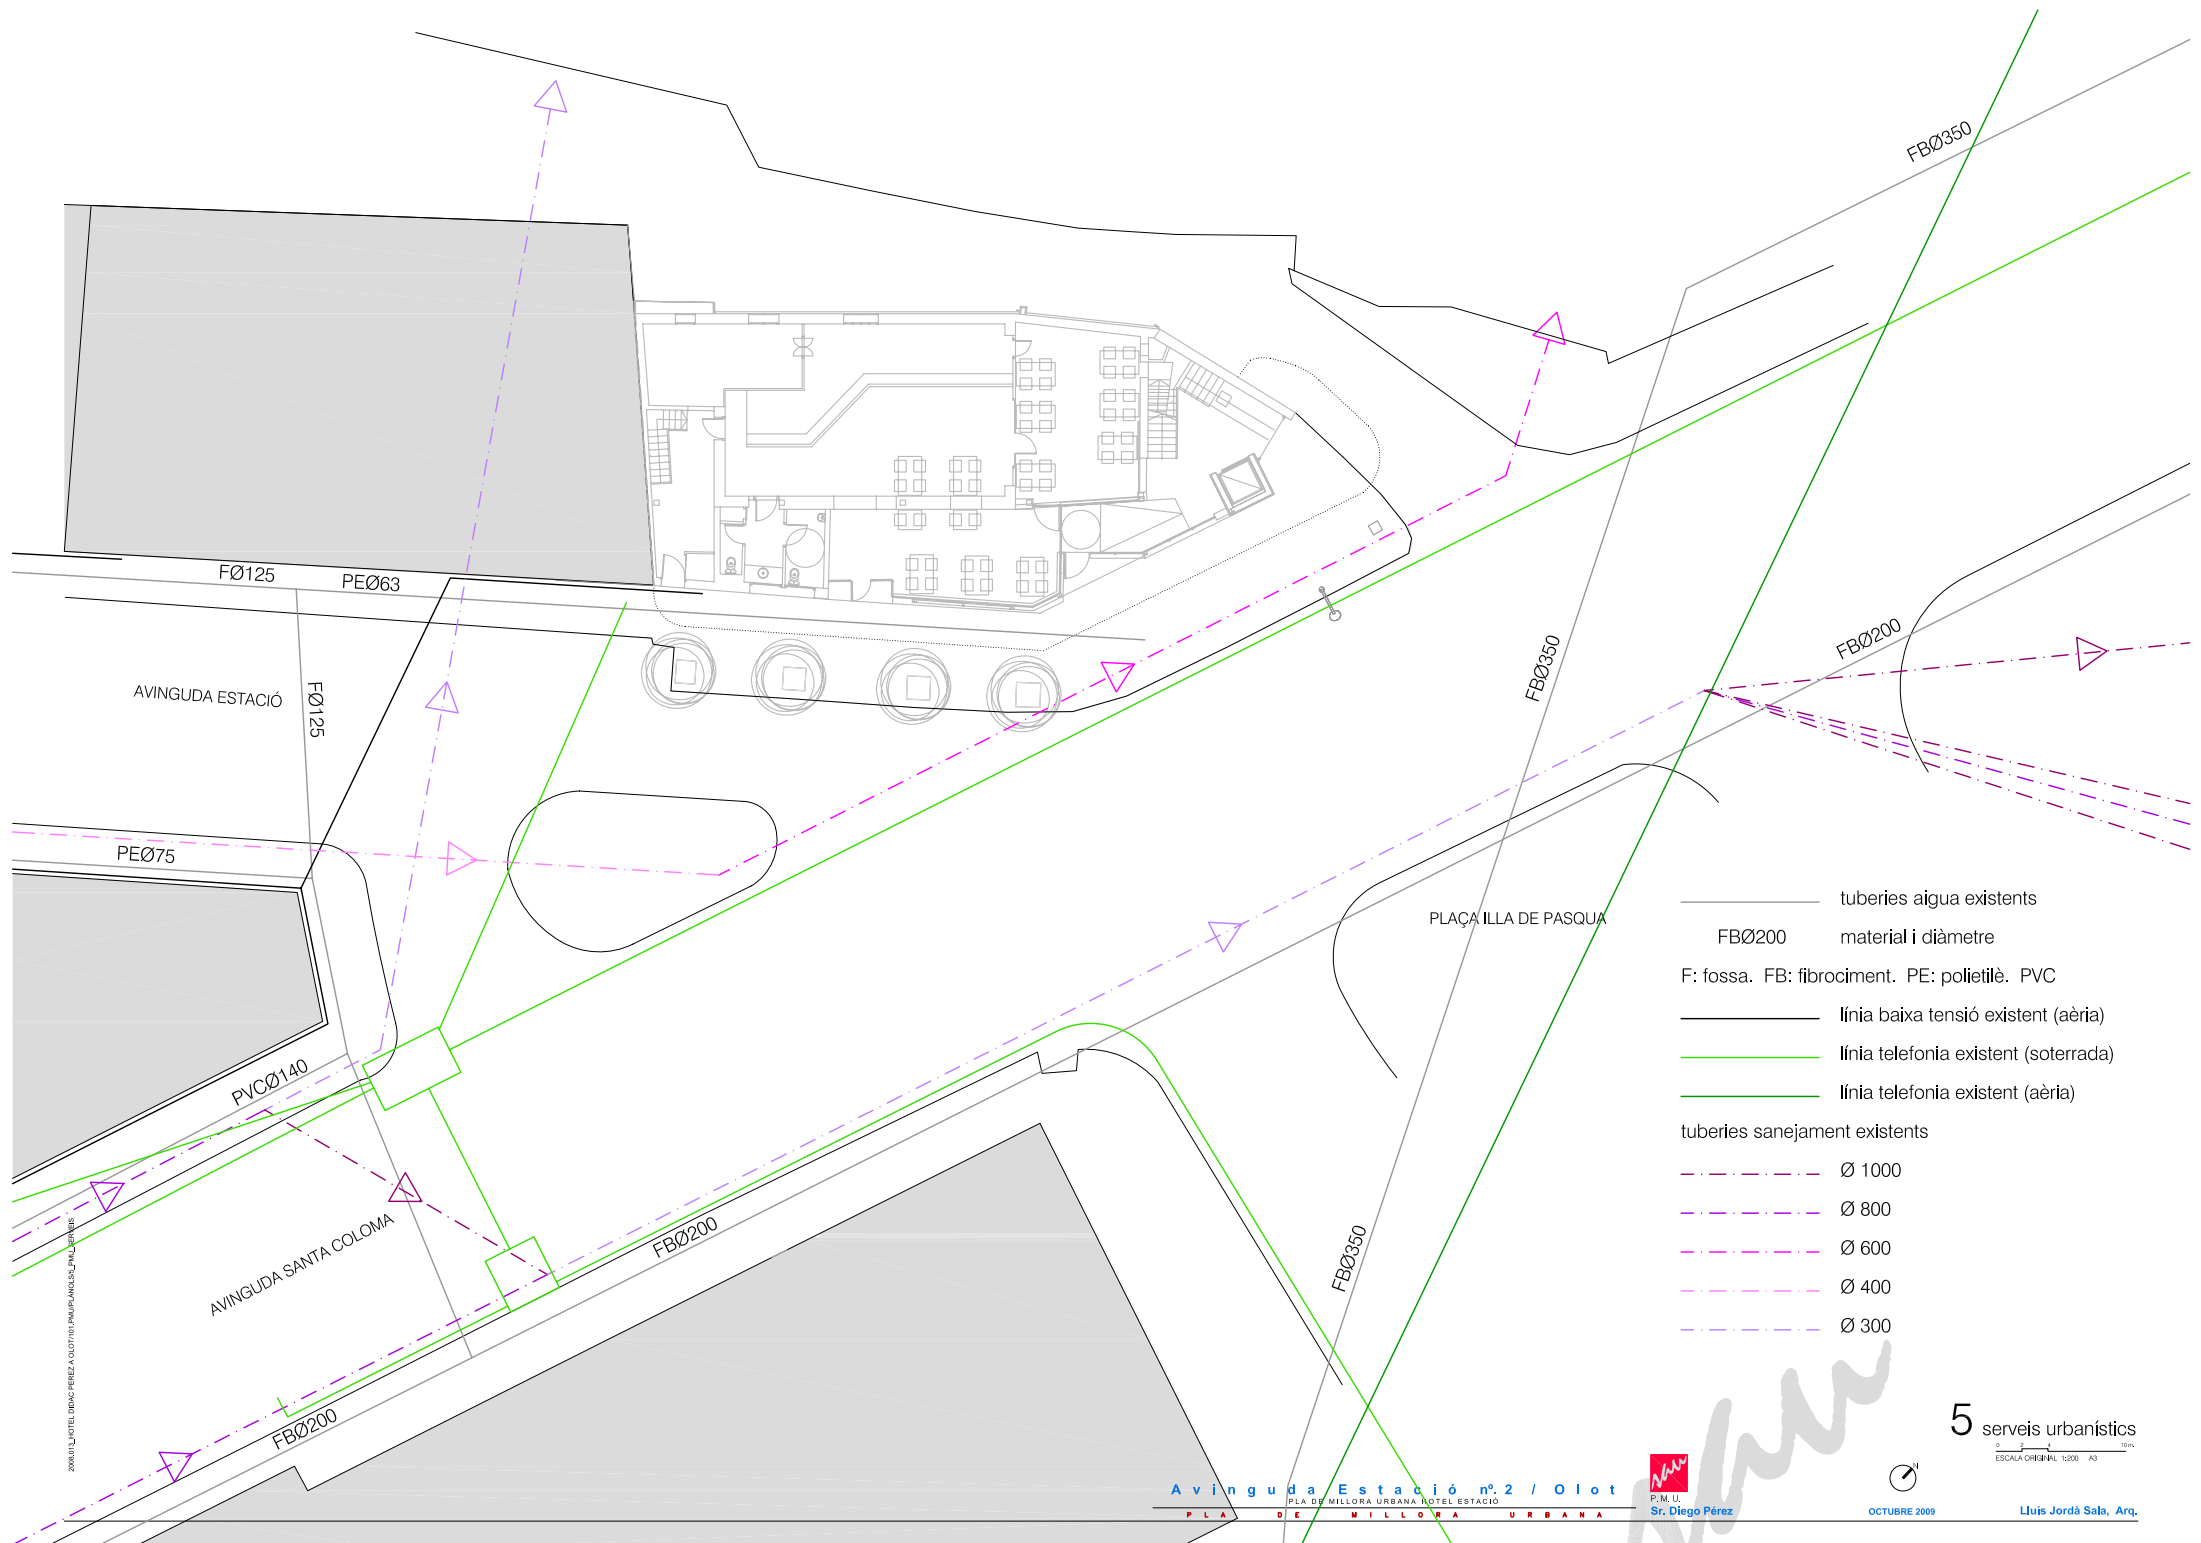 FBØ350
FØ125
PEØ63
AVINGUDA ESTACIÓ
FØ125
FBØ350
FBØ200
PEØ75
PLAÇA ILLA DE PASQUA
PVCØ140
AVINGUDA SANTA COLOMA
FBØ200
FBØ350
FBØ200
tuberies aigua existents
FBØ200 material i diàmetre
F: fossa. FB: fibrociment. PE: polietilè. PVC
línia baixa tensió existent (aèria)
línia telefonia existent (soterrada)
línia telefonia existent (aèria)
tuberies sanejament existents
Ø 1000
Ø 800
Ø 600
Ø 400
Ø 300
5 serveis urbanístics
0 2 4 10 m.
ESCALA ORIGINAL 1:200 A3
N
Avinguda Estació nº.2 / Olot
PLA DE MILLORA URBANA HOTEL ESTACIÓ
PLA DE MILLORA URBANA
P.M.U.
Sr. Diego Pérez
OCTUBRE 2009
Lluís Jordà Sala, Arq.